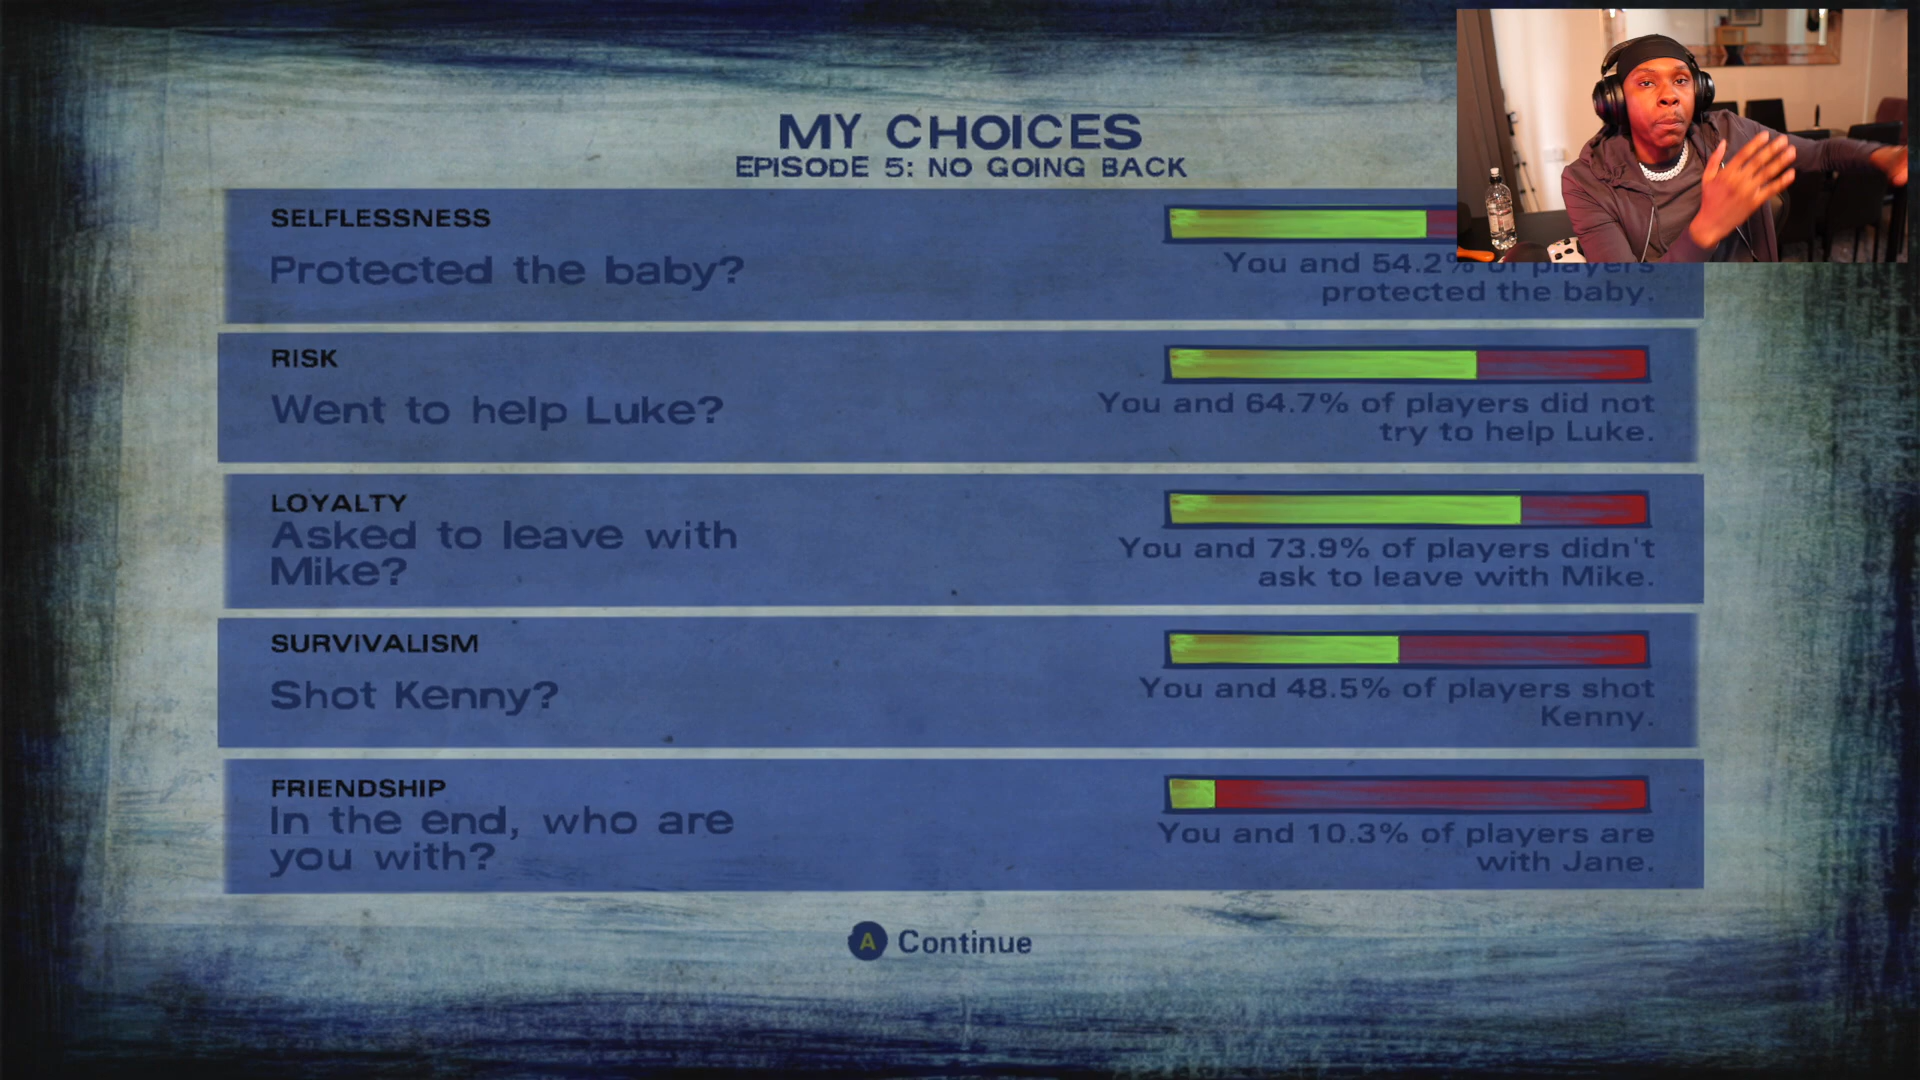 MY CHOICES
EPISODE 5: NO GOING BACK
SELFLESSNESS
Protected the baby?
You and 54.2% of players
protected the baby.
RISK
Went to help Luke?
You and 64.7% of players did not
try to help Luke.
LOYALTY
Asked to leave with
Mike?
You and 73.9% of players didn't
ask to leave with Mike.
SURVIVALISM
Shot Kenny?
You and 48.5% of players shot
Kenny.
FRIENDSHIP
In the end, who are
you with?
You and 10.3% of players are
with Jane.
A Continue